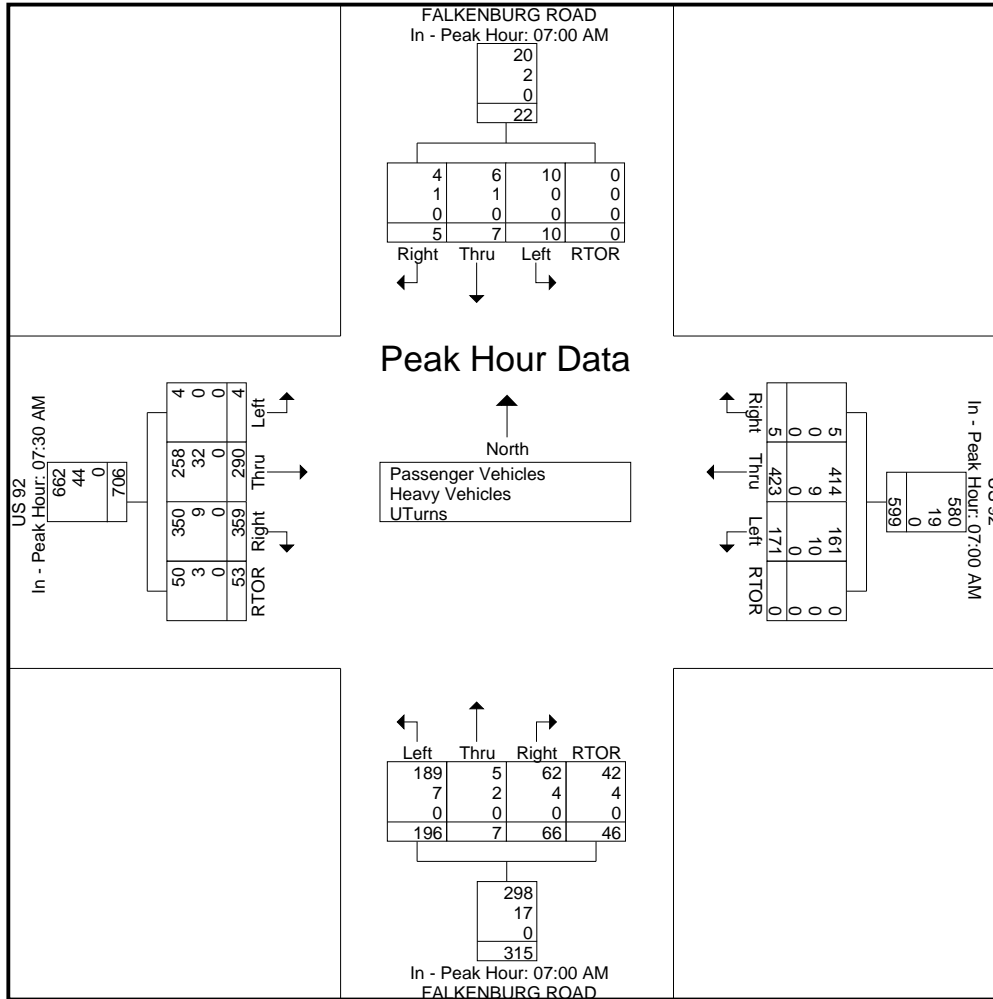 FALKENBURG ROAD
In - Peak Hour: 07:00 AM
20
2
0
22
4 6 10 0
1 1 0 0
0 0 0 0
5 7 10 0
Right Thru Left RTOR
Peak Hour Data
North
Passenger Vehicles
Heavy Vehicles
UTurns
US 92
In - Peak Hour: 07:30 AM
662
44
0
706
4 0 0 4 Left
258 32 0 290 Thru
350 9 0 359 Right
50 3 0 53 RTOR
US 92
In - Peak Hour: 07:00 AM
580
19
0
599
Right 5 0 0 5
Thru 423 0 9 414
Left 171 0 10 161
RTOR 0 0 0 0
Left Thru Right RTOR
189 5 62 42
7 2 4 4
0 0 0 0
196 7 66 46
298
17
0
315
In - Peak Hour: 07:00 AM
FALKENBURG ROAD